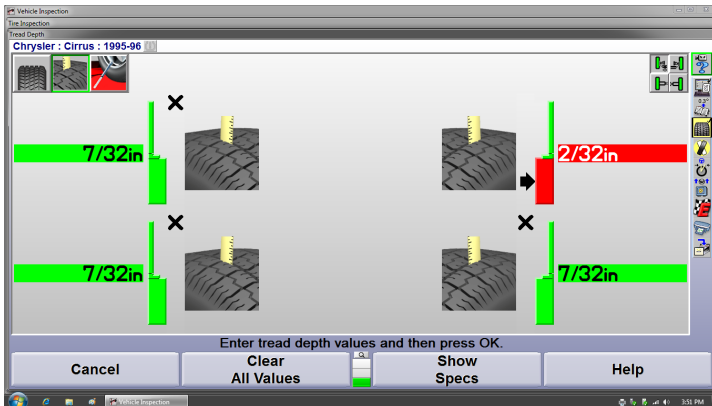 Vehicle Inspection
Tire Inspection
Tread Depth
Chrysler : Cirrus : 1995-96
7/32in
2/32in
7/32in
7/32in
Enter tread depth values and then press OK.
Cancel
Clear
All Values
Show
Specs
Help
Vehicle Inspection
3:51 PM